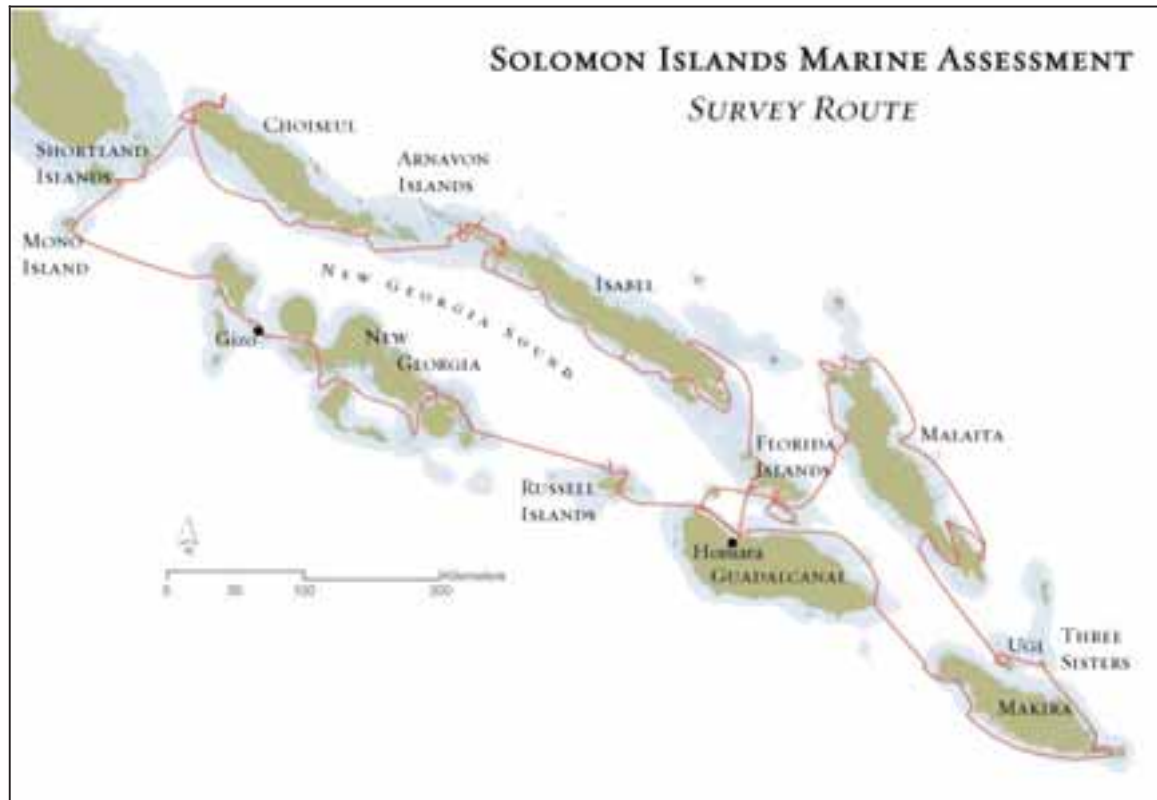 SOLOMON ISLANDS MARINE ASSESSMENT
SURVEY ROUTE
CHOISEUL
SHORTLAND
ISLANDS
ARNAVON
ISLANDS
MONO
ISLAND
NEW GEORGIA SOUND
ISABEL
Gizo
NEW
GEORGIA
MALAITA
FLORIDA
ISLANDS
RUSSELL
ISLANDS
Honiara
GUADALCANAL
N
0 50 100 200 Kilometers
UGI
THREE
SISTERS
MAKIRA